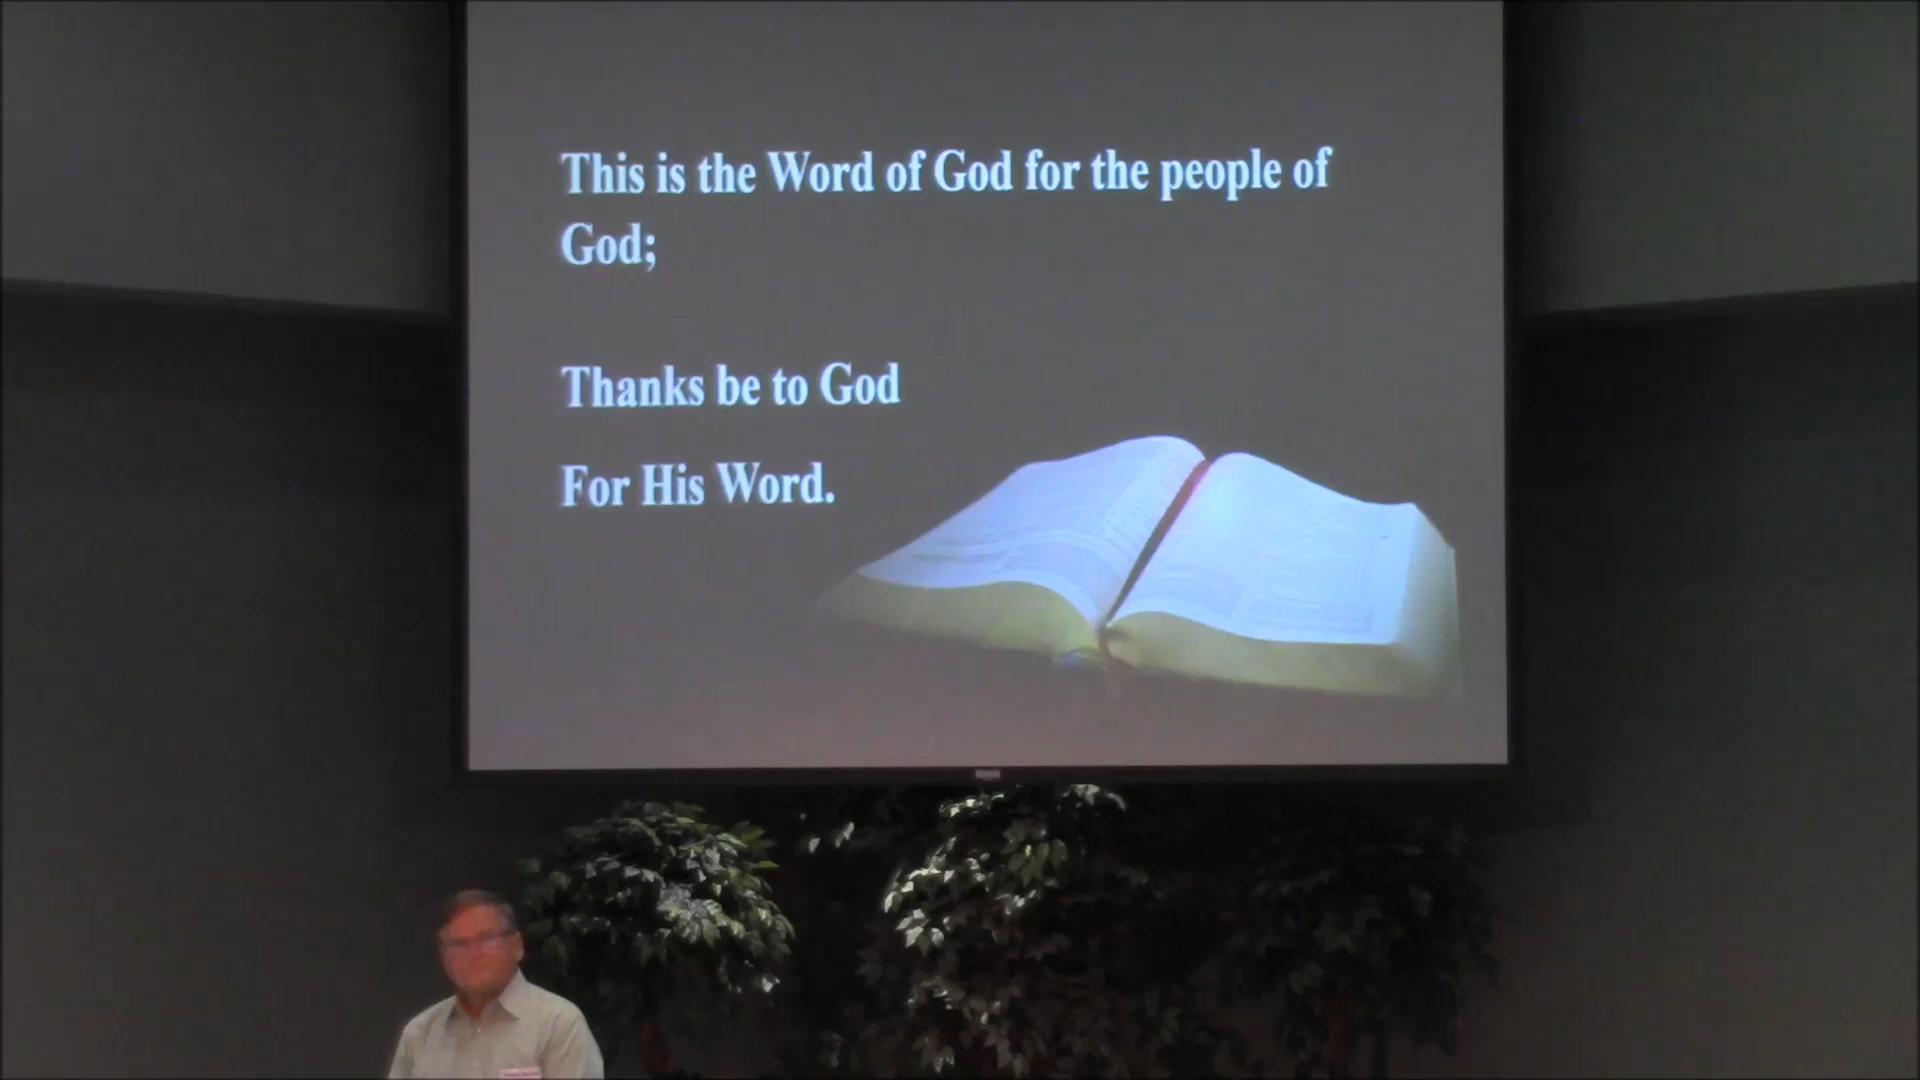 This is the Word of God for the people of
God;
Thanks be to God
For His Word.